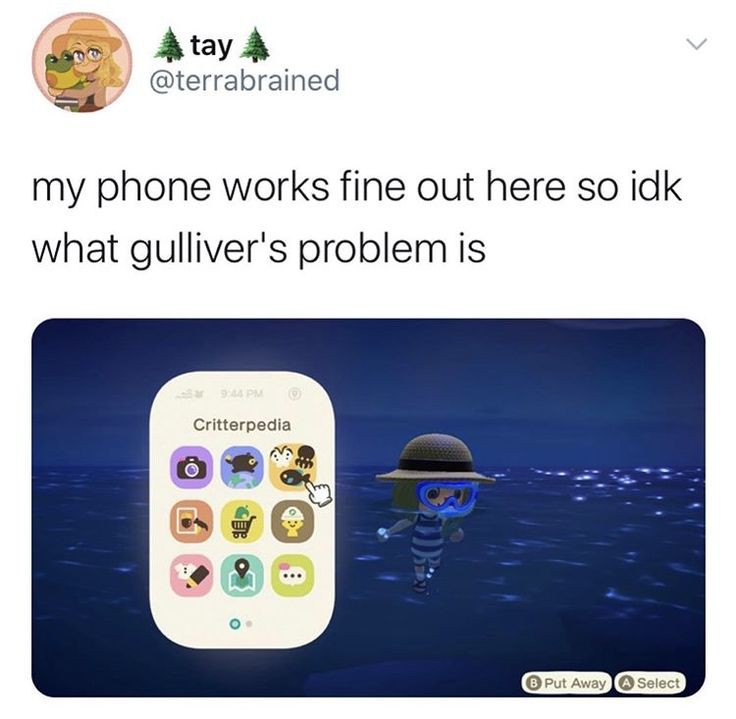 🌲 tay 🌲
@terrabrained
my phone works fine out here so idk
what gulliver's problem is
9:44 PM
Critterpedia
B Put Away A Select